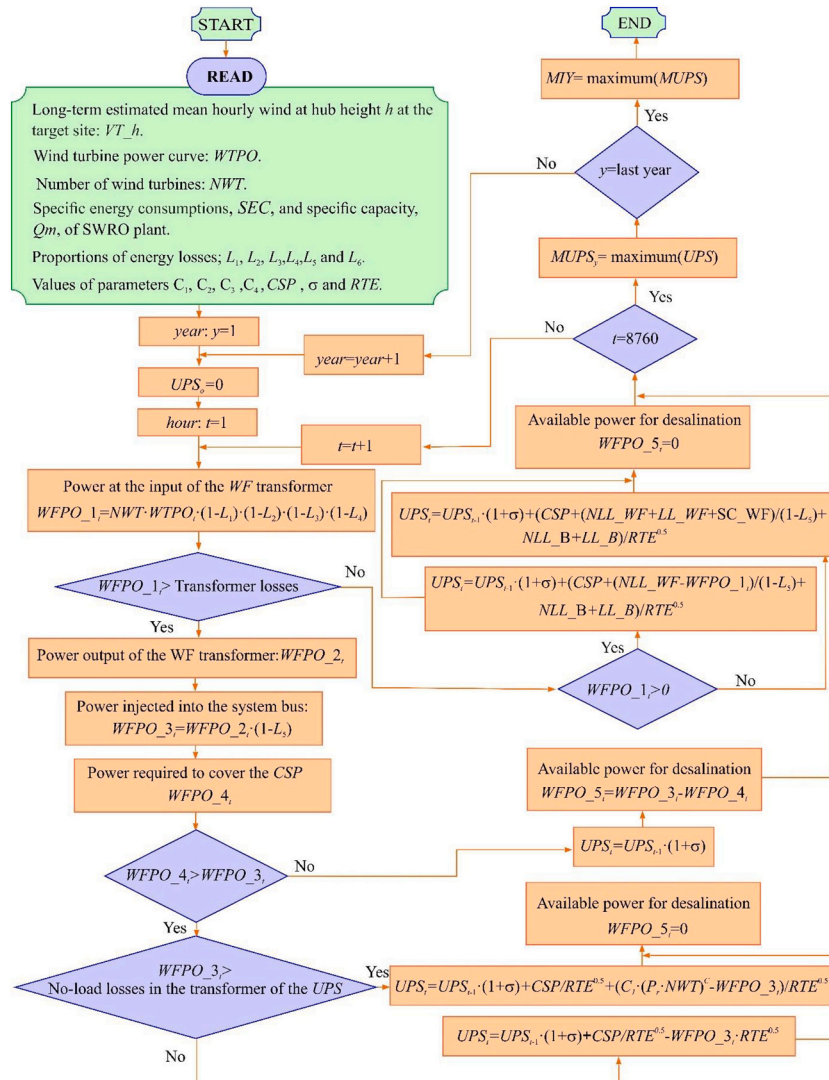 START
READ
Long-term estimated mean hourly wind at hub height h at the
target site: VT_h.
Wind turbine power curve: WTPO.
Number of wind turbines: NWT.
Specific energy consumptions, SEC, and specific capacity,
Qm, of SWRO plant.
Proportions of energy losses; L₁, L₂, L₃,L₄,L₅ and L₆.
Values of parameters C₁, C₂, C₃ ,C₄,CSP , σ and RTE.
year: y=1
year=year+1
UPSₒ=0
hour: t=1
t=t+1
Power at the input of the WF transformer
WFPO_1ₜ=NWT·WTPOₜ·(1-L₁)·(1-L₂)·(1-L₃)·(1-L₄)
WFPO_1ₜ> Transformer losses
No
Yes
Power output of the WF transformer:WFPO_2ₜ
Power injected into the system bus:
WFPO_3ₜ=WFPO_2ₜ·(1-L₅)
Power required to cover the CSP
WFPO_4ₜ
WFPO_4ₜ>WFPO_3ₜ
No
Yes
WFPO_3ₜ>
No-load losses in the transformer of the UPS
Yes
No
END
MIY= maximum(MUPS)
Yes
No
y=last year
MUPSᵧ= maximum(UPS)
Yes
No
t=8760
Available power for desalination
WFPO_5ₜ=0
UPSₜ=UPSₜ₋₁·(1+σ)+(CSP+(NLL_WF+LL_WF+SC_WF)/(1-L₅)+
NLL_B+LL_B)/RTE⁰·⁵
UPSₜ=UPSₜ₋₁·(1+σ)+(CSP+(NLL_WF-WFPO_1ₜ)/(1-L₅)+
NLL_B+LL_B)/RTE⁰·⁵
Yes
No
WFPO_1ₜ>0
Available power for desalination
WFPO_5ₜ=WFPO_3ₜ-WFPO_4ₜ
UPSₜ=UPSₜ₋₁·(1+σ)
Available power for desalination
WFPO_5ₜ=0
UPSₜ=UPSₜ₋₁·(1+σ)+CSP/RTE⁰·⁵+(C₁·(Pᵣ·NWT)ᶜ-WFPO_3ₜ)/RTE⁰·⁵
UPSₜ=UPSₜ₋₁·(1+σ)+CSP/RTE⁰·⁵-WFPO_3ₜ·RTE⁰·⁵